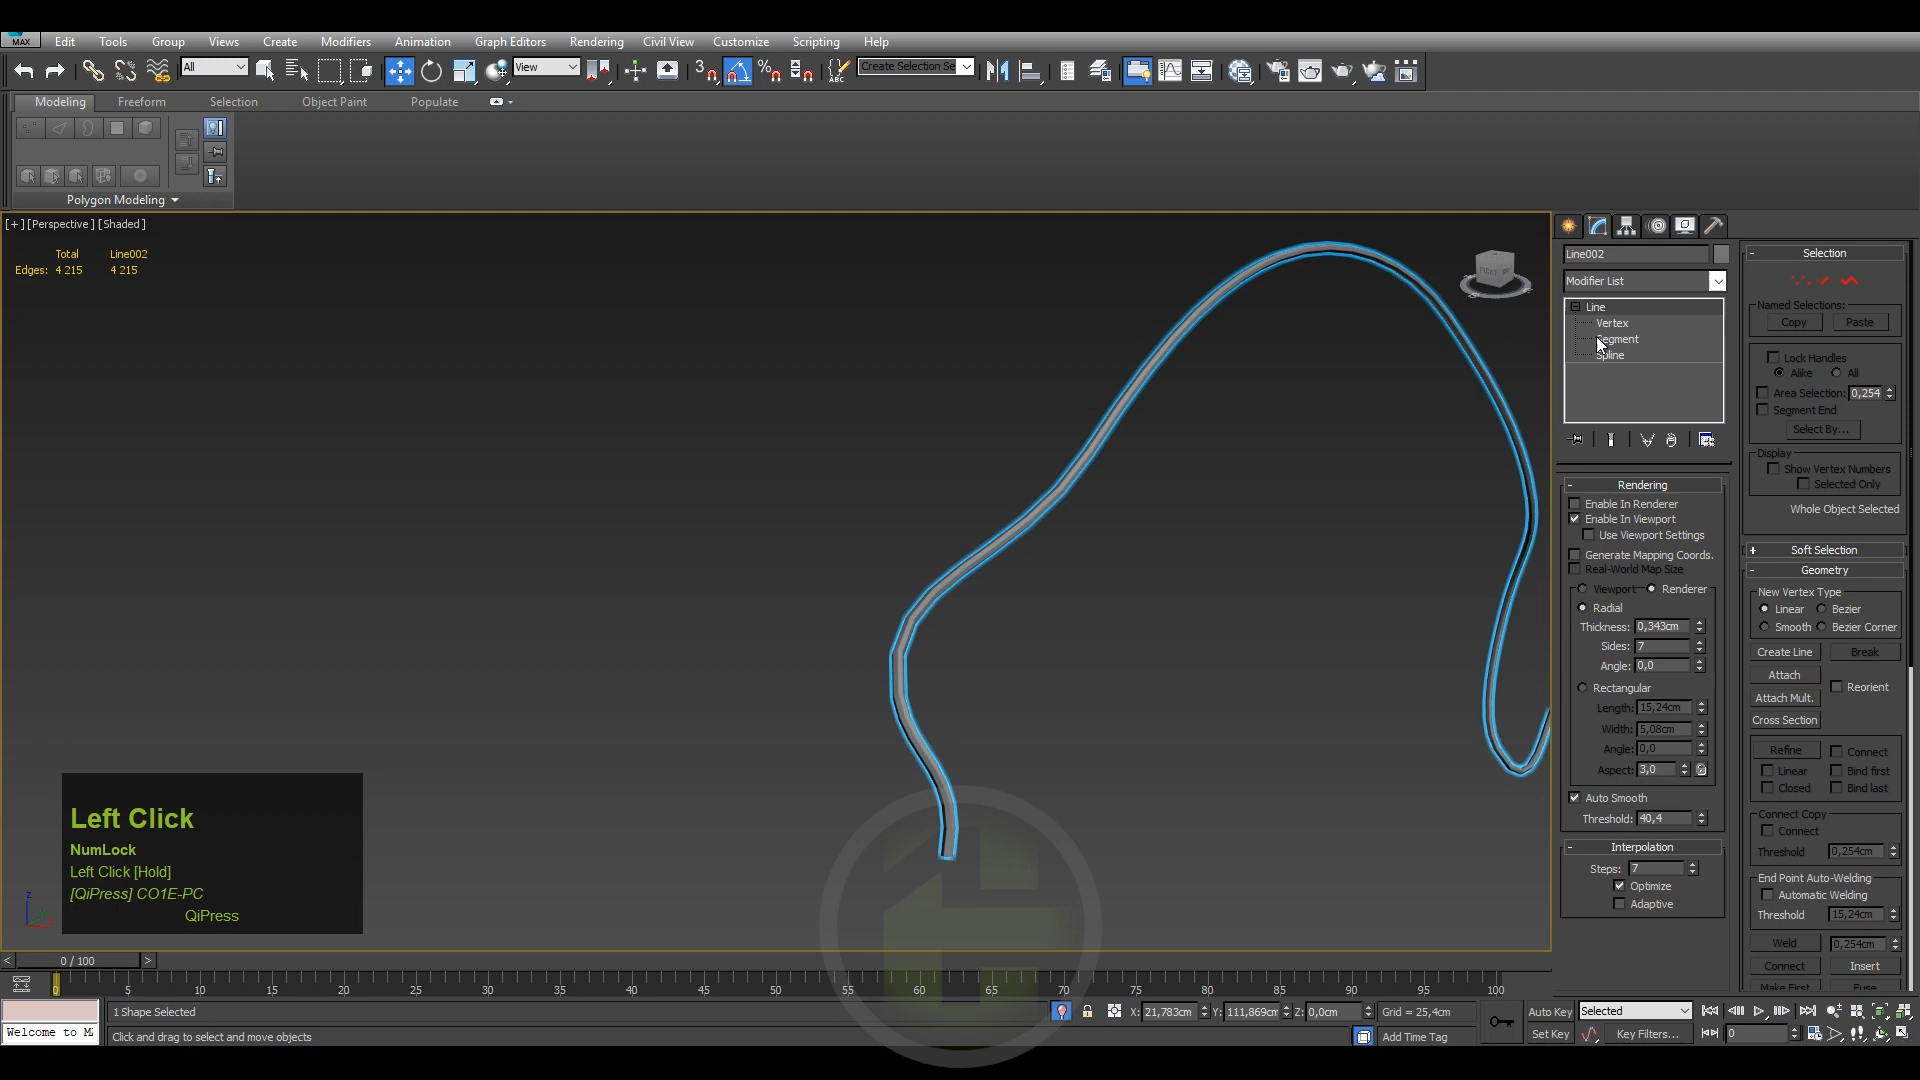 MAX Edit Tools Group Views Create Modifiers Animation Graph Editors Rendering Civil View Customize Scripting Help
All View 3 % ABC Create Selection Se
Modeling Freeform Selection Object Paint Populate
Polygon Modeling
[+] [Perspective] [Shaded]
Total Line002
Edges: 4 215 4 215
Line002
Modifier List
Line
Vertex
Segment
Spline
Rendering
Enable In Renderer
Enable In Viewport
Use Viewport Settings
Generate Mapping Coords.
Real-World Map Size
Viewport Renderer
Radial
Thickness: 0,343cm
Sides: 7
Angle: 0,0
Rectangular
Length: 15,24cm
Width: 5,08cm
Angle: 0,0
Aspect: 3,0
Auto Smooth
Threshold: 40,4
Interpolation
Steps: 7
Optimize
Adaptive
Selection
Named Selections:
Copy Paste
Lock Handles
Alike All
Area Selection: 0,254
Segment End
Select By...
Display
Show Vertex Numbers
Selected Only
Whole Object Selected
Soft Selection
Geometry
New Vertex Type
Linear Bezier
Smooth Bezier Corner
Create Line Break
Attach
Attach Mult. Reorient
Cross Section
Refine Connect
Linear Bind first
Closed Bind last
Connect Copy
Connect
Threshold 0,254cm
End Point Auto-Welding
Automatic Welding
Threshold 15,24cm
Weld 0,254cm
Connect Insert
Make First Fuse
Left Click
NumLock
Left Click [Hold]
[QiPress] CO1E-PC
QiPress
z
< 0 / 100 >
0 5 10 15 20 25 30 35 40 45 50 55 60 65 70 75 80 85 90 95 100
1 Shape Selected X: 21,783cm Y: 111,869cm Z: 0,0cm Grid = 25,4cm Auto Key Selected
Welcome to M Click and drag to select and move objects Add Time Tag Set Key Key Filters... 0